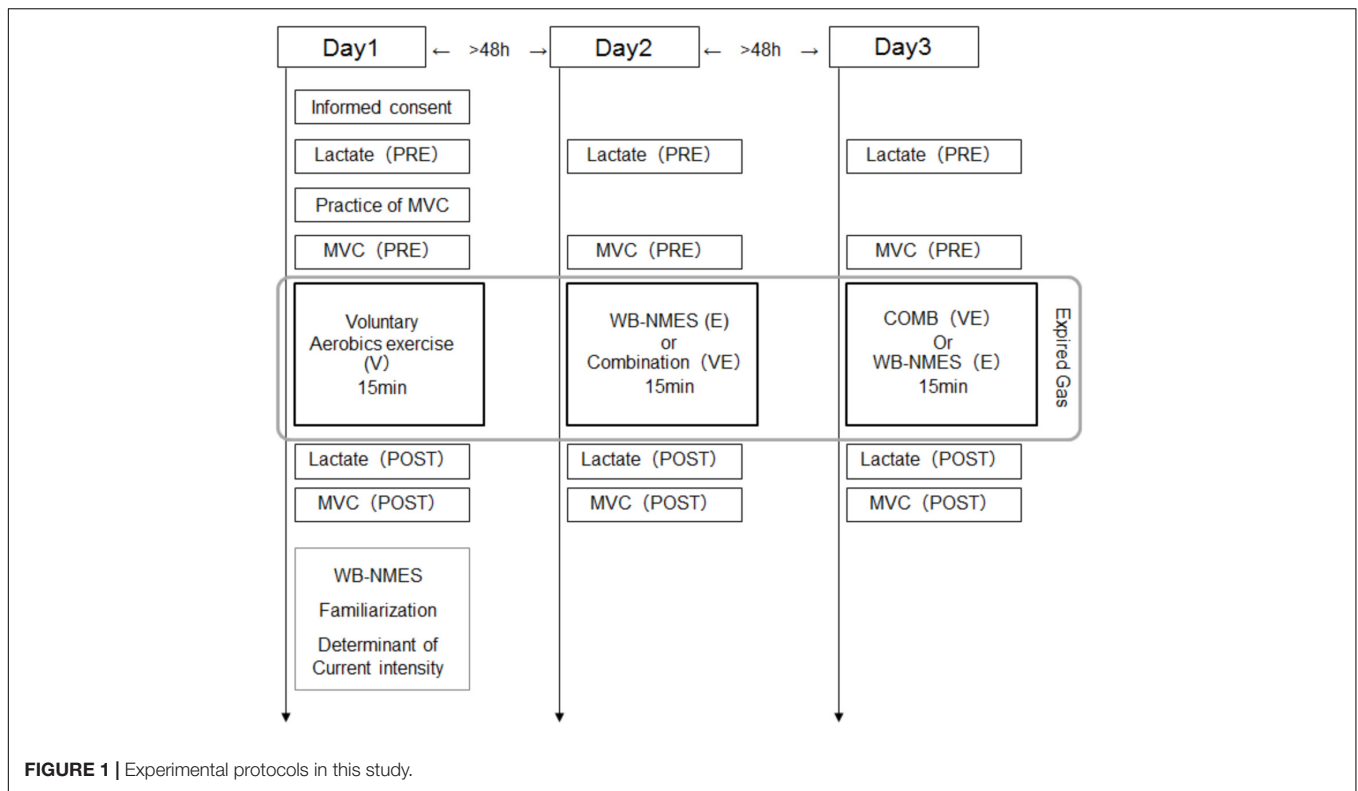 Day1 ← >48h → Day2 ← >48h → Day3
Informed consent
Lactate (PRE) Lactate (PRE) Lactate (PRE)
Practice of MVC
MVC (PRE) MVC (PRE) MVC (PRE)
Voluntary
Aerobics exercise
(V)
15min
WB-NMES (E)
or
Combination (VE)
15min
COMB (VE)
Or
WB-NMES (E)
15min
Expired Gas
Lactate (POST) Lactate (POST) Lactate (POST)
MVC (POST) MVC (POST) MVC (POST)
WB-NMES
Familiarization
Determinant of
Current intensity
FIGURE 1 | Experimental protocols in this study.